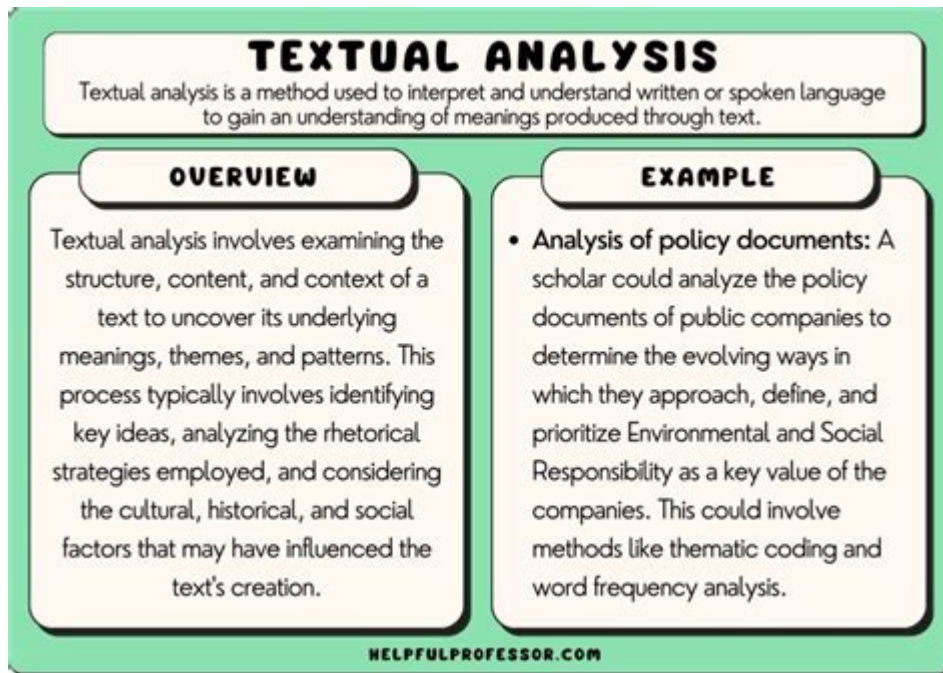 TEXTUAL ANALYSIS
Textual analysis is a method used to interpret and understand written or spoken language
to gain an understanding of meanings produced through text.
OVERVIEW
Textual analysis involves examining the
structure, content, and context of a
text to uncover its underlying
meanings, themes, and patterns. This
process typically involves identifying
key ideas, analyzing the rhetorical
strategies employed, and considering
the cultural, historical, and social
factors that may have influenced the
text's creation.
EXAMPLE
• Analysis of policy documents: A
scholar could analyze the policy
documents of public companies to
determine the evolving ways in
which they approach, define, and
prioritize Environmental and Social
Responsibility as a key value of the
companies. This could involve
methods like thematic coding and
word frequency analysis.
HELPFULPROFESSOR.COM